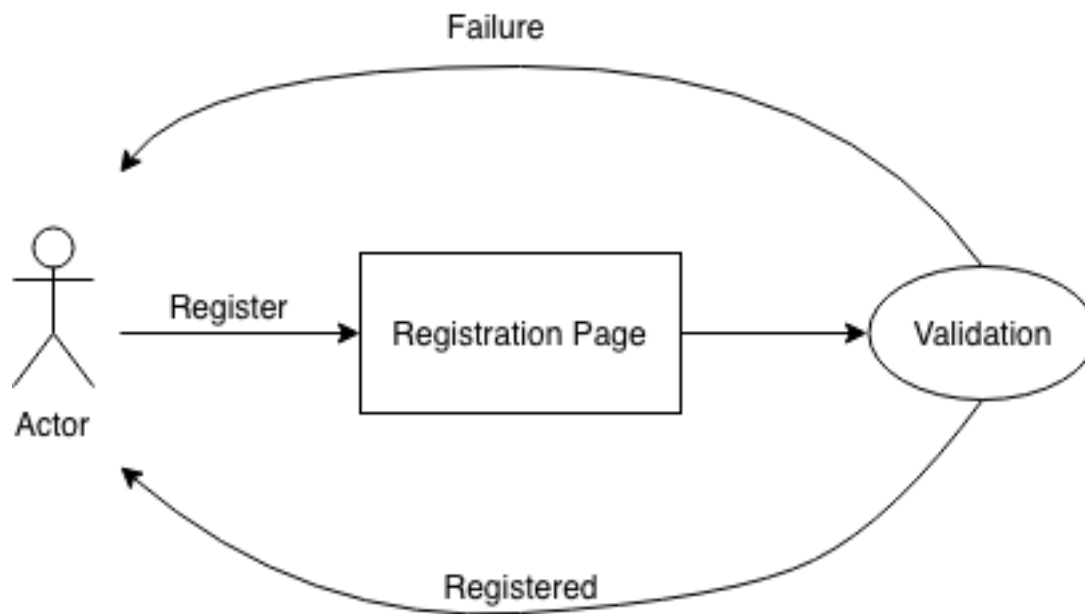 Failure
Register
Registration Page
Validation
Actor
Registered